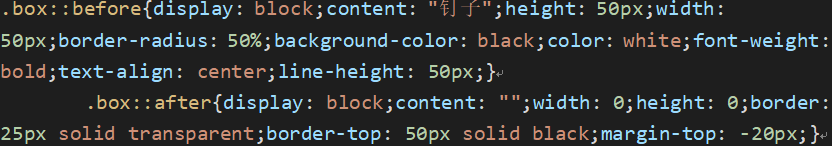 .box::before{display: block;content: "钉子";height: 50px;width:
50px;border-radius: 50%;background-color: black;color: white;font-weight:
bold;text-align: center;line-height: 50px;}
.box::after{display: block;content: "";width: 0;height: 0;border:
25px solid transparent;border-top: 50px solid black;margin-top: -20px;}